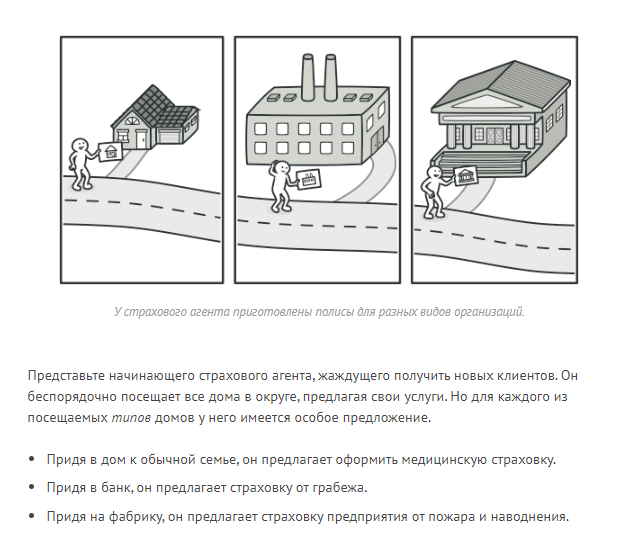 У страхового агента приготовлены полисы для разных видов организаций.
Представьте начинающего страхового агента, жаждущего получить новых клиентов. Он
беспорядочно посещает все дома в округе, предлагая свои услуги. Но для каждого из
посещаемых типов домов у него имеется особое предложение.
• Придя в дом к обычной семье, он предлагает оформить медицинскую страховку.
• Придя в банк, он предлагает страховку от грабежа.
• Придя на фабрику, он предлагает страховку предприятия от пожара и наводнения.